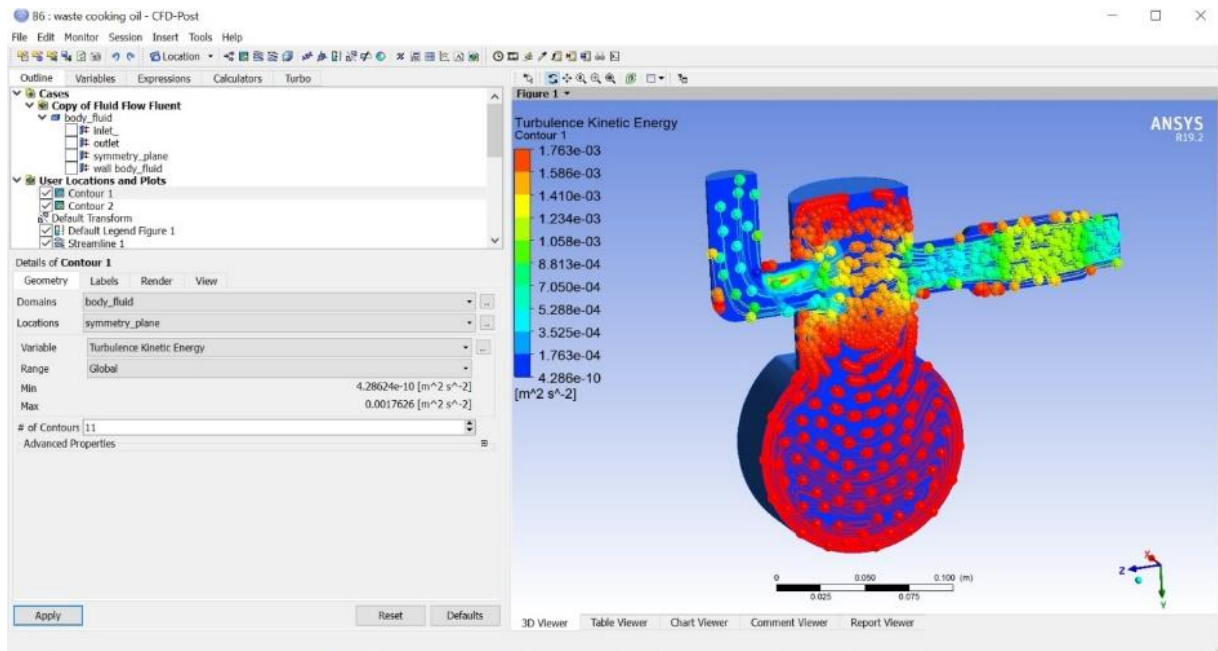 B6 : waste cooking oil - CFD-Post
File Edit Monitor Session Insert Tools Help
Location
Outline Variables Expressions Calculators Turbo
Cases
Copy of Fluid Flow Fluent
body_fluid
inlet_
outlet
symmetry_plane
wall body_fluid
User Locations and Plots
Contour 1
Contour 2
Default Transform
Default Legend Figure 1
Streamline 1
Details of Contour 1
Geometry Labels Render View
Domains body_fluid ...
Locations symmetry_plane ...
Variable Turbulence Kinetic Energy ...
Range Global
Min 4.28624e-10 [m^2 s^-2]
Max 0.0017626 [m^2 s^-2]
# of Contours 11
Advanced Properties
Apply Reset Defaults
Figure 1
Turbulence Kinetic Energy
Contour 1
1.763e-03
1.586e-03
1.410e-03
1.234e-03
1.058e-03
8.813e-04
7.050e-04
5.288e-04
3.525e-04
1.763e-04
4.286e-10
[m^2 s^-2]
ANSYS
R19.2
0 0.050 0.100 (m)
0.025 0.075
X
Z
Y
3D Viewer Table Viewer Chart Viewer Comment Viewer Report Viewer